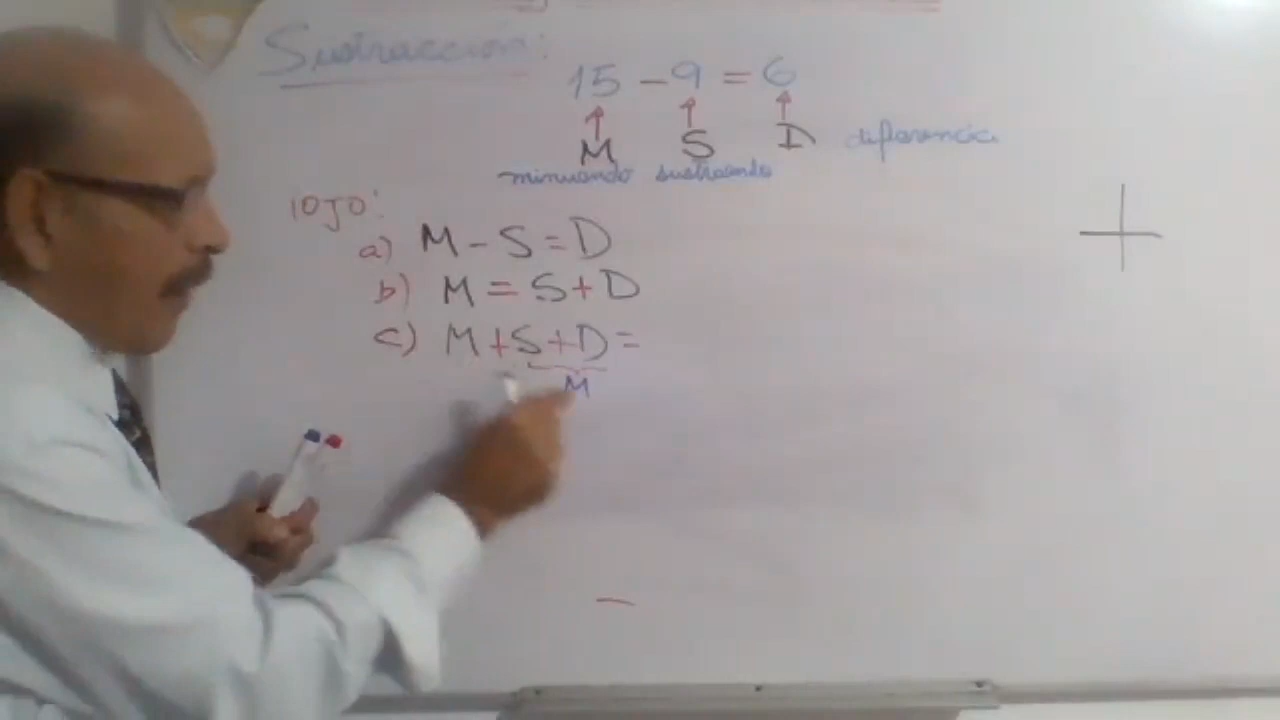 Sustracción:
15 - 9 = 6
M S D diferencia
minuendo sustraendo
¡OJO:
a) M - S = D
b) M = S + D
c) M + S + D =
M